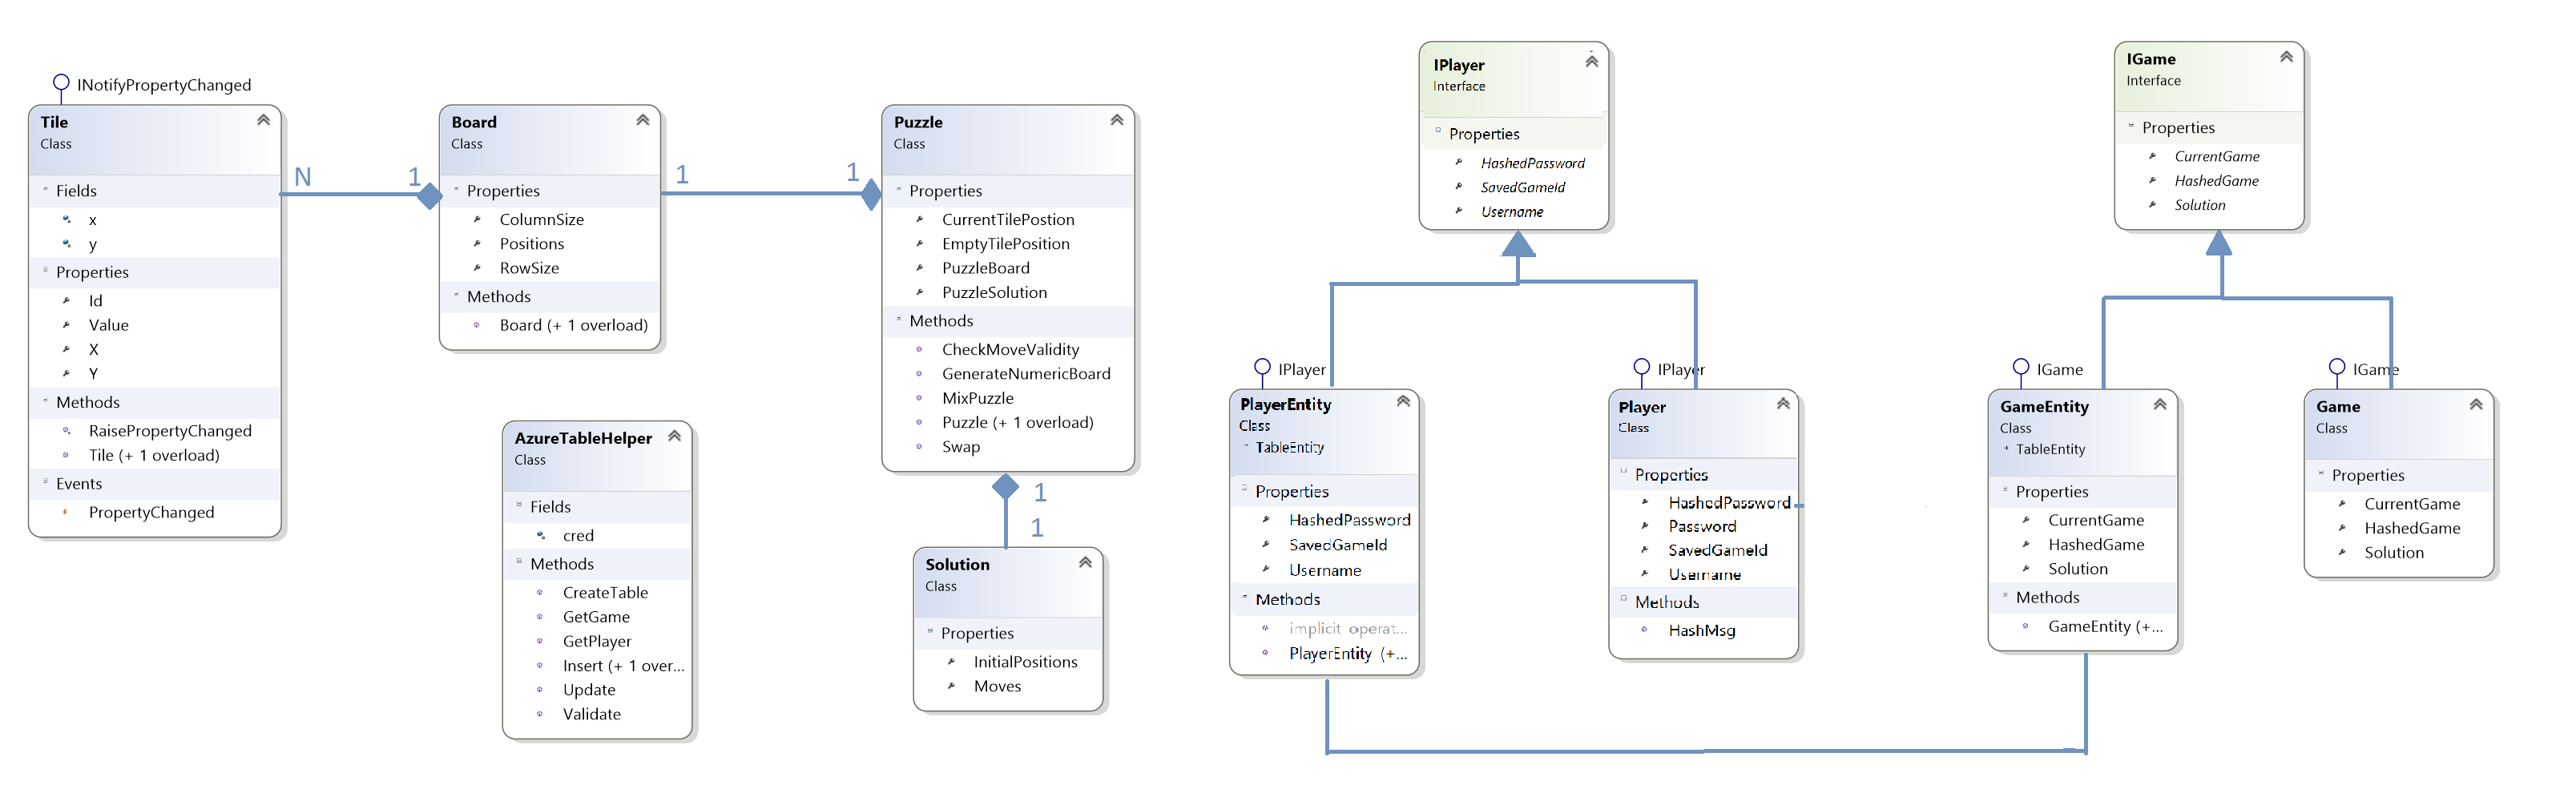 INotifyPropertyChanged
Tile
Class
Fields
x
y
Properties
Id
Value
X
Y
Methods
RaisePropertyChanged
Tile (+ 1 overload)
Events
PropertyChanged
N
1
Board
Class
Properties
ColumnSize
Positions
RowSize
Methods
Board (+ 1 overload)
1
1
Puzzle
Class
Properties
CurrentTilePostion
EmptyTilePosition
PuzzleBoard
PuzzleSolution
Methods
CheckMoveValidity
GenerateNumericBoard
MixPuzzle
Puzzle (+ 1 overload)
Swap
1
1
Solution
Class
Properties
InitialPositions
Moves
AzureTableHelper
Class
Fields
cred
Methods
CreateTable
GetGame
GetPlayer
Insert (+ 1 over...
Update
Validate
IPlayer
Interface
Properties
HashedPassword
SavedGameId
Username
IPlayer
PlayerEntity
Class
TableEntity
Properties
HashedPassword
SavedGameId
Username
Methods
implicit operat...
PlayerEntity (+...
IPlayer
Player
Class
Properties
HashedPassword
Password
SavedGameId
Username
Methods
HashMsg
IGame
Interface
Properties
CurrentGame
HashedGame
Solution
IGame
GameEntity
Class
TableEntity
Properties
CurrentGame
HashedGame
Solution
Methods
GameEntity (+...
IGame
Game
Class
Properties
CurrentGame
HashedGame
Solution